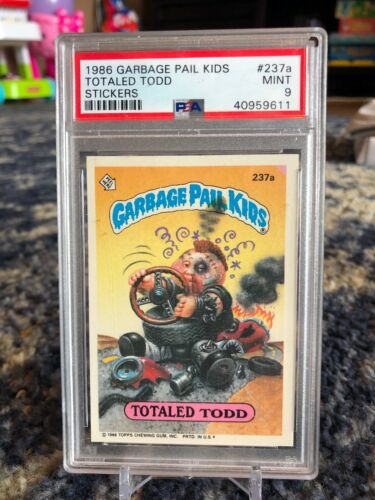 1986 GARBAGE PAIL KIDS #237a
TOTALED TODD MINT
STICKERS 9
PSA 40959611
237a
GARBAGE PAIL KIDS
TOTALED TODD
© 1986 TOPPS CHEWING GUM, INC. PRTD. IN U.S.A.